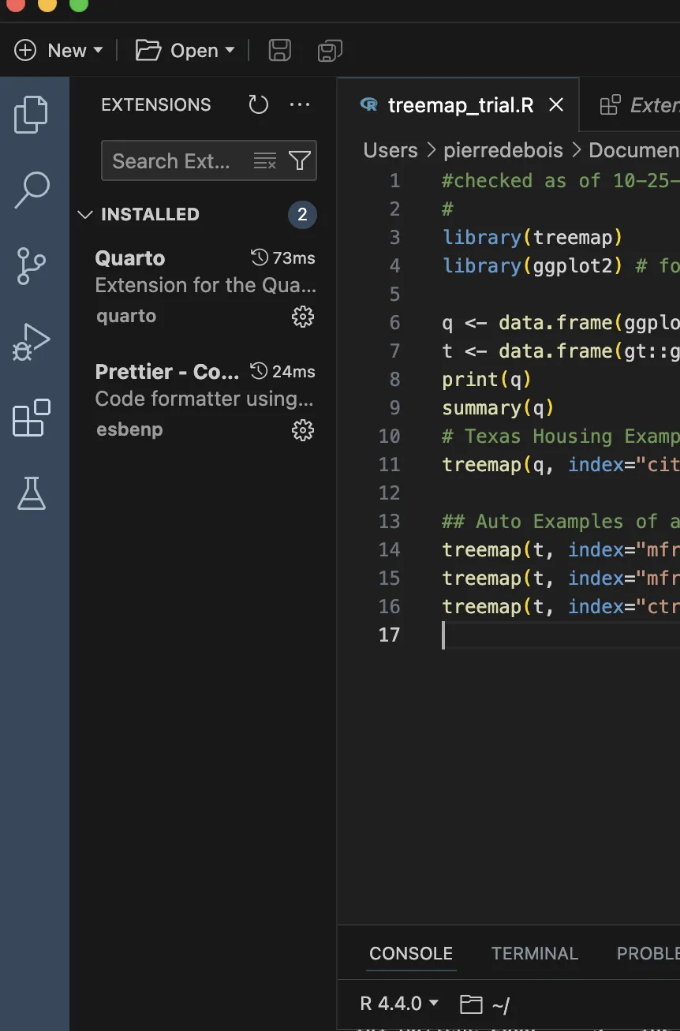 New Open
EXTENSIONS
Search Ext...
INSTALLED 2
Quarto 73ms
Extension for the Qua...
quarto
Prettier - Co... 24ms
Code formatter using...
esbenp
R treemap_trial.R Exten
Users > pierredebois > Documen
1 #checked as of 10-25-
2 #
3 library(treemap)
4 library(ggplot2) # fo
5
6 q <- data.frame(ggplo
7 t <- data.frame(gt::g
8 print(q)
9 summary(q)
10 # Texas Housing Examp
11 treemap(q, index="cit
12
13 ## Auto Examples of a
14 treemap(t, index="mfr
15 treemap(t, index="mfr
16 treemap(t, index="ctr
17
CONSOLE TERMINAL PROBLE
R 4.4.0 ~/